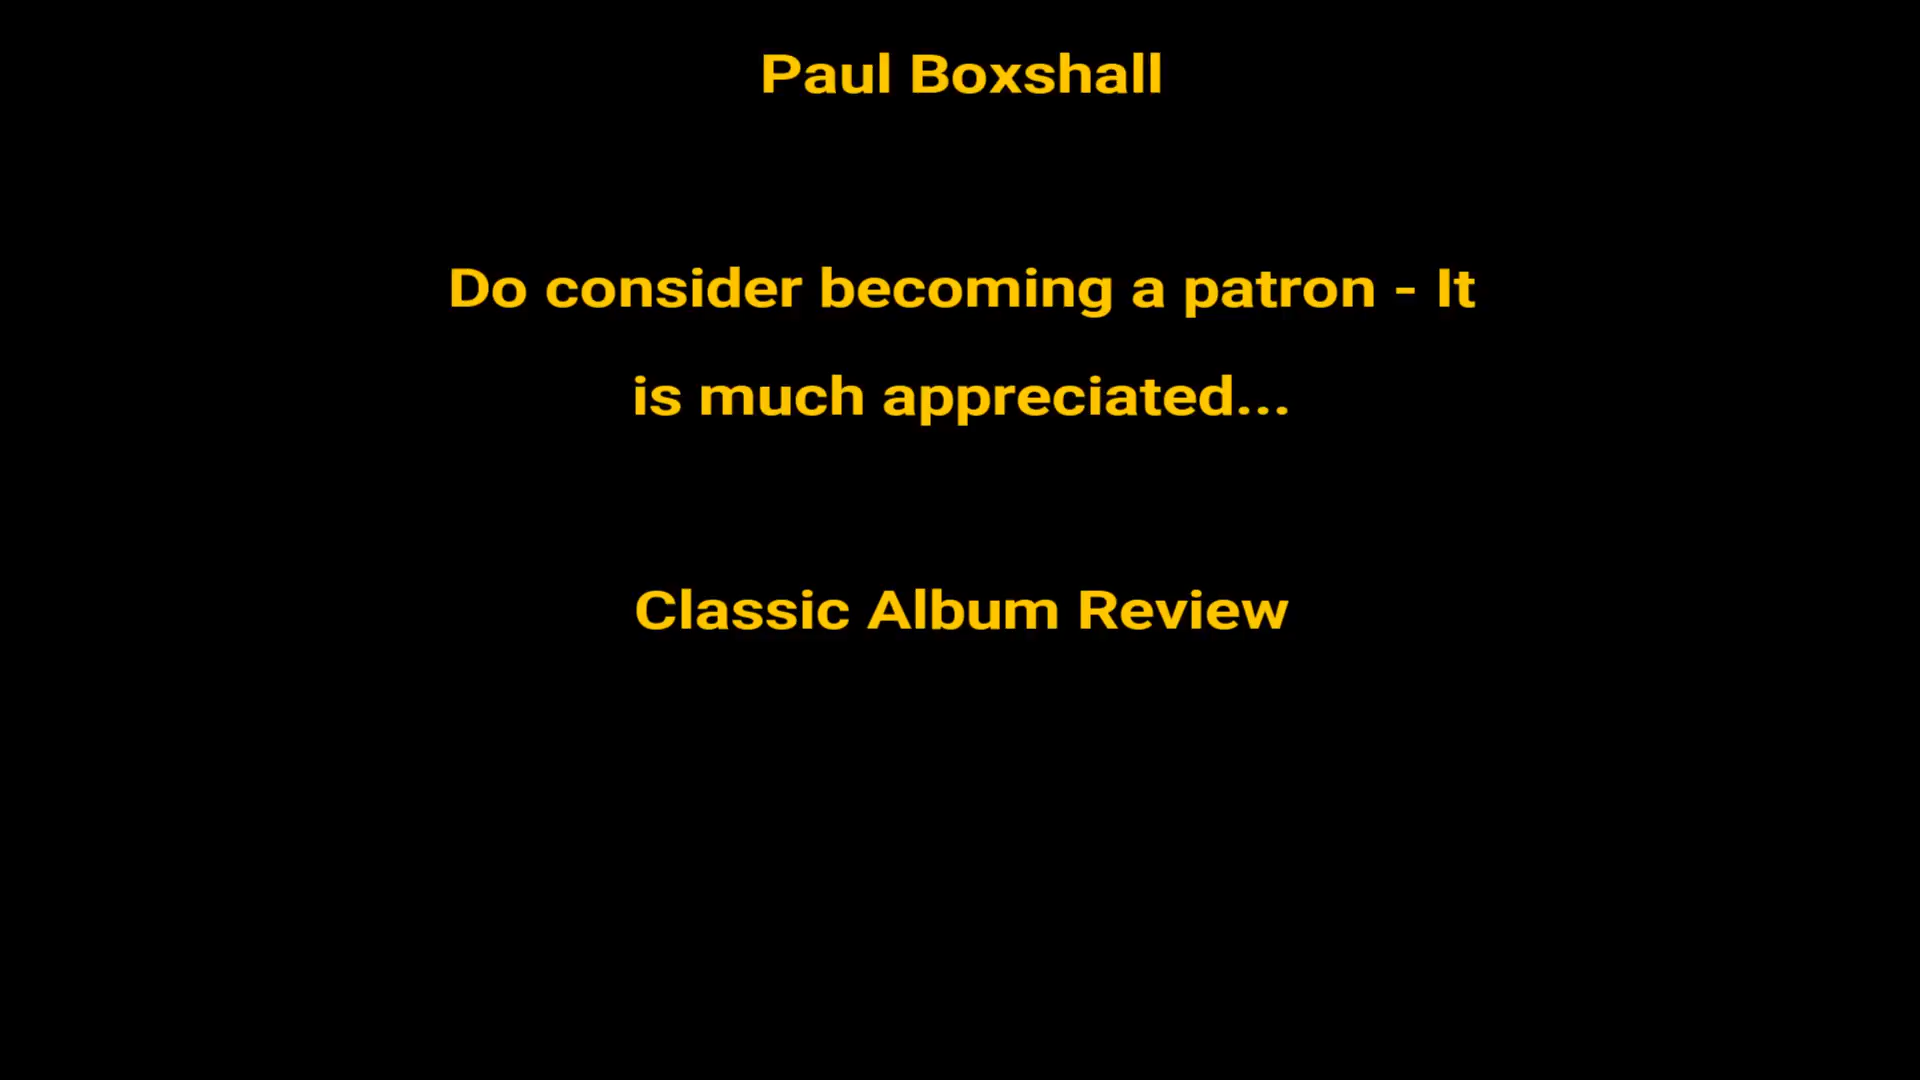 Paul Boxshall
Do consider becoming a patron - It
is much appreciated...
Classic Album Review